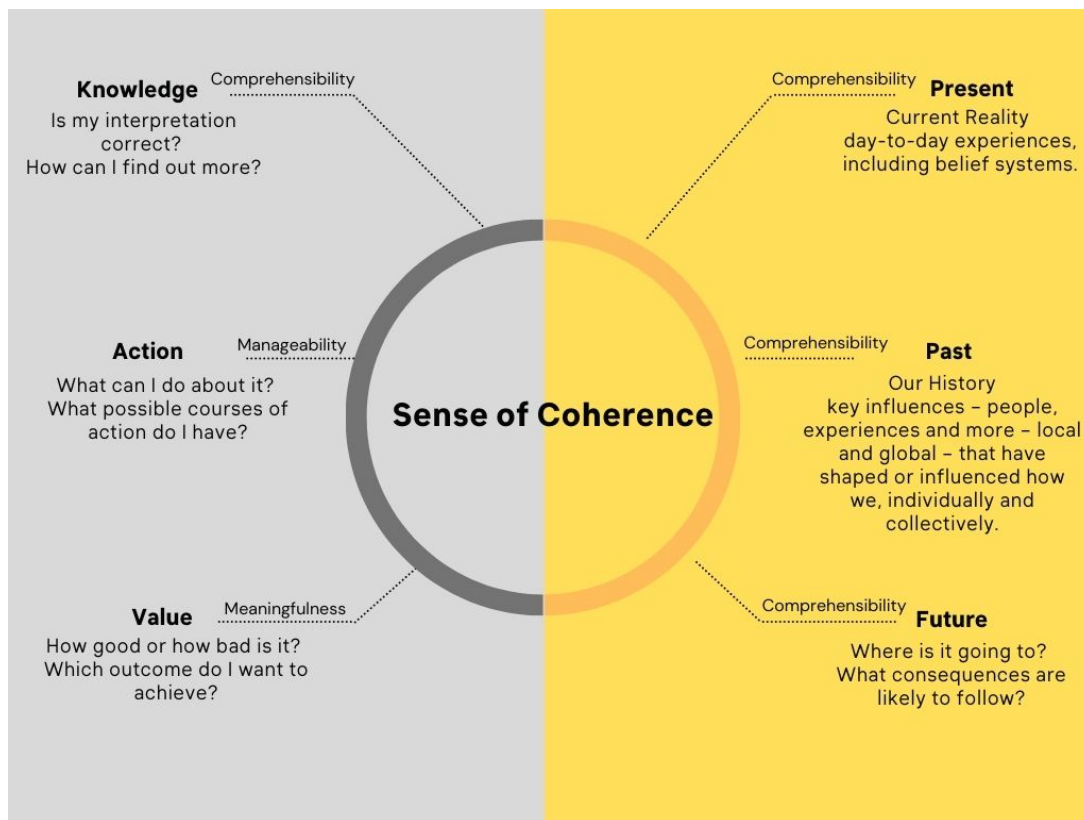 Knowledge
Comprehensibility
Is my interpretation
correct?
How can I find out more?
Action
Manageability
What can I do about it?
What possible courses of
action do I have?
Value
Meaningfulness
How good or how bad is it?
Which outcome do I want to
achieve?
Sense of Coherence
Comprehensibility
Present
Current Reality
day-to-day experiences,
including belief systems.
Comprehensibility
Past
Our History
key influences – people,
experiences and more – local
and global – that have
shaped or influenced how
we, individually and
collectively.
Comprehensibility
Future
Where is it going to?
What consequences are
likely to follow?